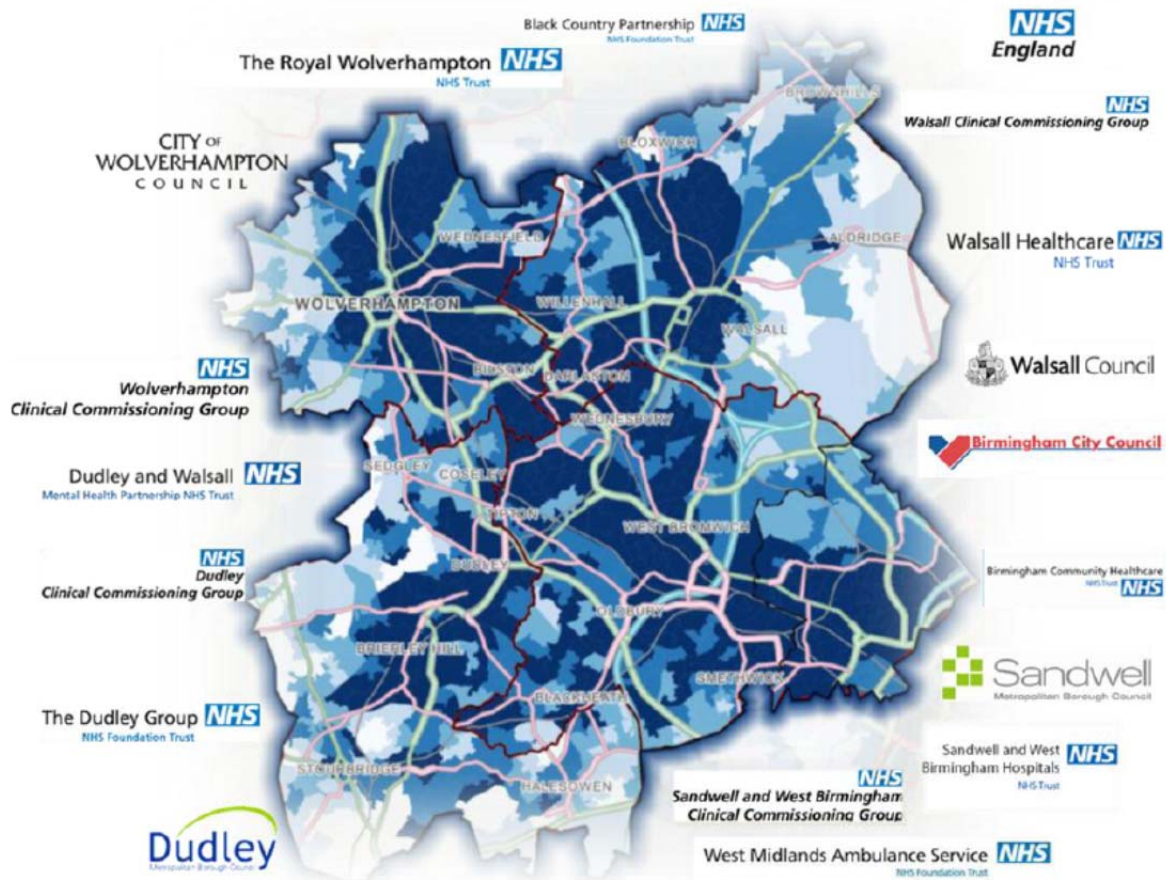 Black Country Partnership NHS
NHS Foundation Trust
The Royal Wolverhampton NHS
NHS Trust
NHS
England
NHS
Walsall Clinical Commissioning Group
CITY OF
WOLVERHAMPTON
COUNCIL
BROWNHILLS
BLOXWICH
WEDNESFIELD
ALDRIDGE
Walsall Healthcare NHS
NHS Trust
WOLVERHAMPTON
WILLENHALL
WALSALL
NHS
Wolverhampton
Clinical Commissioning Group
BILSTON
DARLASTON
Walsall Council
WEDNESBURY
Birmingham City Council
Dudley and Walsall NHS
Mental Health Partnership NHS Trust
SEDGLEY
COSELEY
TIPTON
WEST BROMWICH
NHS
Dudley
Clinical Commissioning Group
DUDLEY
Birmingham Community Healthcare
NHS Trust
NHS
OLDBURY
BRIERLEY HILL
SMETHWICK
Sandwell
Metropolitan Borough Council
BLACKHEATH
The Dudley Group NHS
NHS Foundation Trust
STOURBRIDGE
HALESOWEN
Sandwell and West
Birmingham Hospitals NHS
NHS Trust
NHS
Sandwell and West Birmingham
Clinical Commissioning Group
Dudley
Metropolitan Borough Council
West Midlands Ambulance Service NHS
NHS Foundation Trust